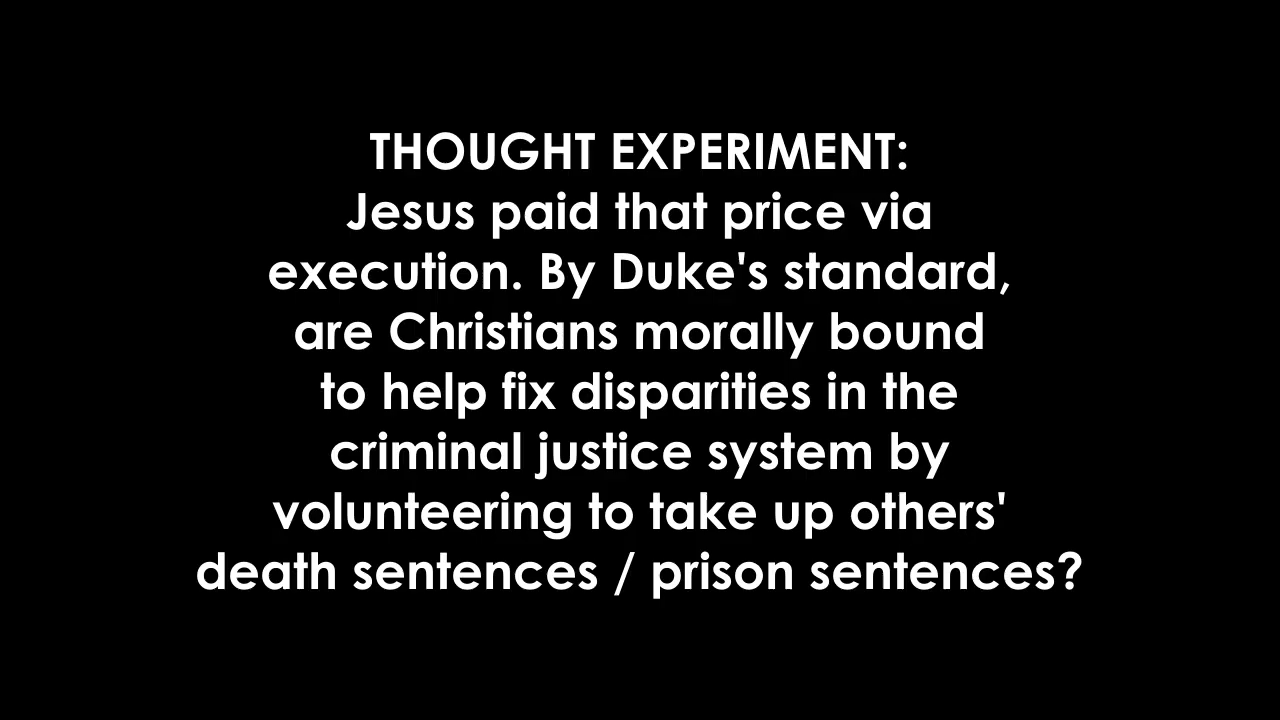 THOUGHT EXPERIMENT:
Jesus paid that price via
execution. By Duke's standard,
are Christians morally bound
to help fix disparities in the
criminal justice system by
volunteering to take up others'
death sentences / prison sentences?